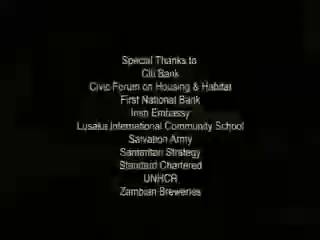 Special Thanks to
Citi Bank
Civic Forum on Housing & Habitat
First National Bank
Iran Embassy
Lusaka International Community School
Salvation Army
Samaritan Strategy
Standard Chartered
UNHCR
Zambian Breweries